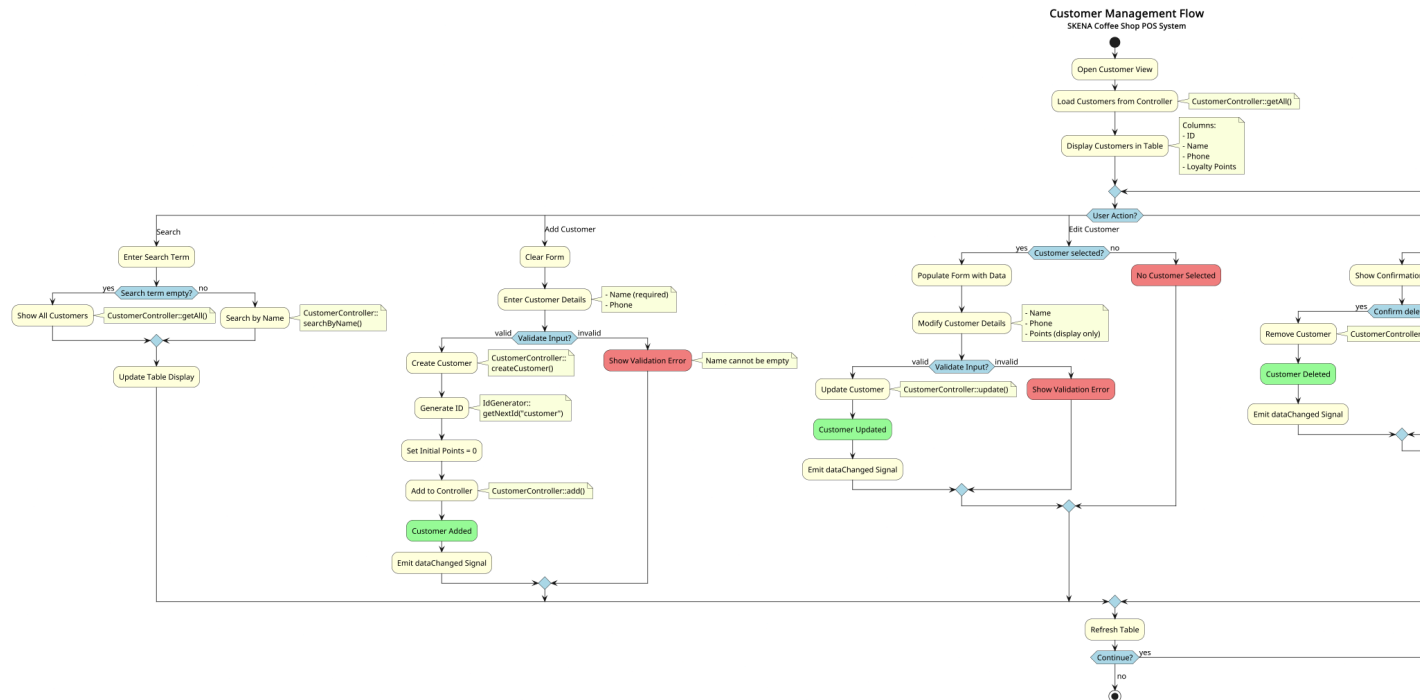 Customer Management Flow
SKENA Coffee Shop POS System
Open Customer View
Load Customers from Controller
CustomerController::getAll()
Display Customers in Table
Columns:
- ID
- Name
- Phone
- Loyalty Points
User Action?
Search
Enter Search Term
yes
Search term empty?
no
Show All Customers
CustomerController::getAll()
Search by Name
CustomerController::
searchByName()
Update Table Display
Add Customer
Clear Form
Enter Customer Details
- Name (required)
- Phone
valid
Validate Input?
invalid
Create Customer
CustomerController::
createCustomer()
Generate ID
IdGenerator::
getNextId("customer")
Set Initial Points = 0
Add to Controller
CustomerController::add()
Customer Added
Emit dataChanged Signal
Show Validation Error
Name cannot be empty
Edit Customer
yes
Customer selected?
no
Populate Form with Data
Modify Customer Details
- Name
- Phone
- Points (display only)
valid
Validate Input?
invalid
Update Customer
CustomerController::update()
Customer Updated
Emit dataChanged Signal
Show Validation Error
No Customer Selected
Show Confirmation
yes
Confirm dele
Remove Customer
CustomerController
Customer Deleted
Emit dataChanged Signal
Refresh Table
Continue?
yes
no